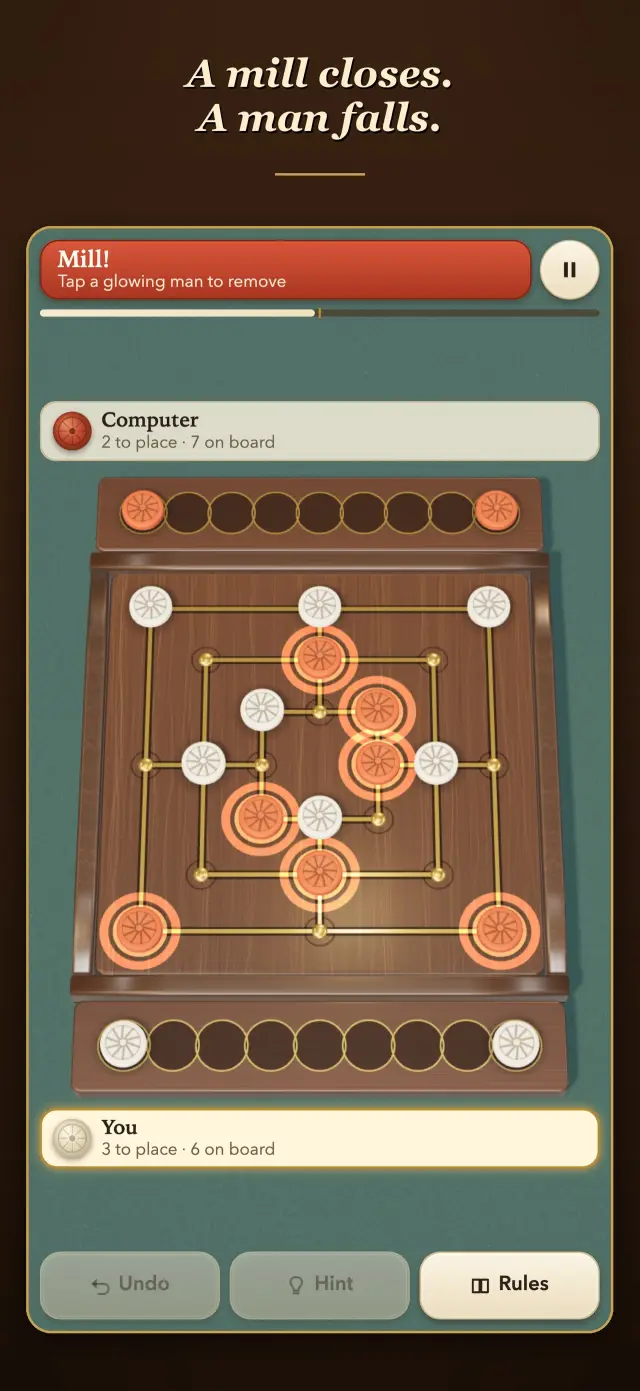 A mill closes.
A man falls.
Mill!
Tap a glowing man to remove
Computer
2 to place · 7 on board
You
3 to place · 6 on board
Undo
Hint
Rules